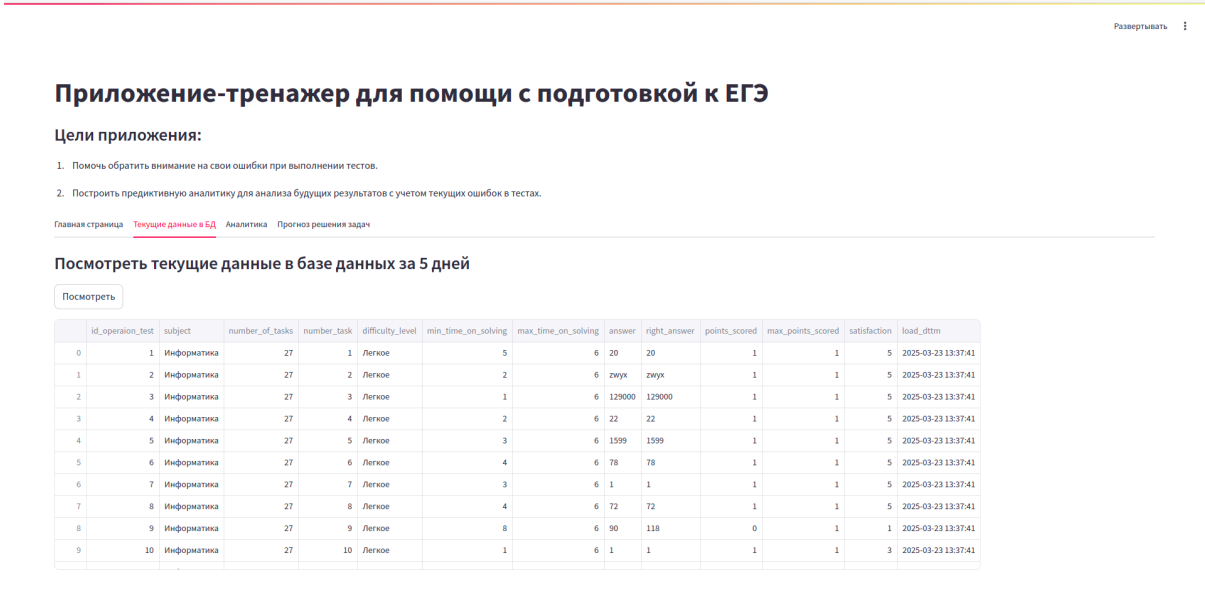 Развертывать
Приложение-тренажер для помощи с подготовкой к ЕГЭ
Цели приложения:
1. Помочь обратить внимание на свои ошибки при выполнении тестов.
2. Построить предиктивную аналитику для анализа будущих результатов с учетом текущих ошибок в тестах.
Главная страница Текущие данные в БД Аналитика Прогноз решения задач
Посмотреть текущие данные в базе данных за 5 дней
Посмотреть
id_operaion_test subject number_of_tasks number_task difficulty_level min_time_on_solving max_time_on_solving answer right_answer points_scored max_points_scored satisfaction load_dttm
0 1 Информатика 27 1 Легкое 5 6 20 20 1 1 5 2025-03-23 13:37:41
1 2 Информатика 27 2 Легкое 2 6 zwyx zwyx 1 1 5 2025-03-23 13:37:41
2 3 Информатика 27 3 Легкое 1 6 129000 129000 1 1 5 2025-03-23 13:37:41
3 4 Информатика 27 4 Легкое 2 6 22 22 1 1 5 2025-03-23 13:37:41
4 5 Информатика 27 5 Легкое 3 6 1599 1599 1 1 5 2025-03-23 13:37:41
5 6 Информатика 27 6 Легкое 4 6 78 78 1 1 5 2025-03-23 13:37:41
6 7 Информатика 27 7 Легкое 3 6 1 1 1 1 5 2025-03-23 13:37:41
7 8 Информатика 27 8 Легкое 4 6 72 72 1 1 5 2025-03-23 13:37:41
8 9 Информатика 27 9 Легкое 8 6 90 118 0 1 1 2025-03-23 13:37:41
9 10 Информатика 27 10 Легкое 1 6 1 1 1 1 3 2025-03-23 13:37:41